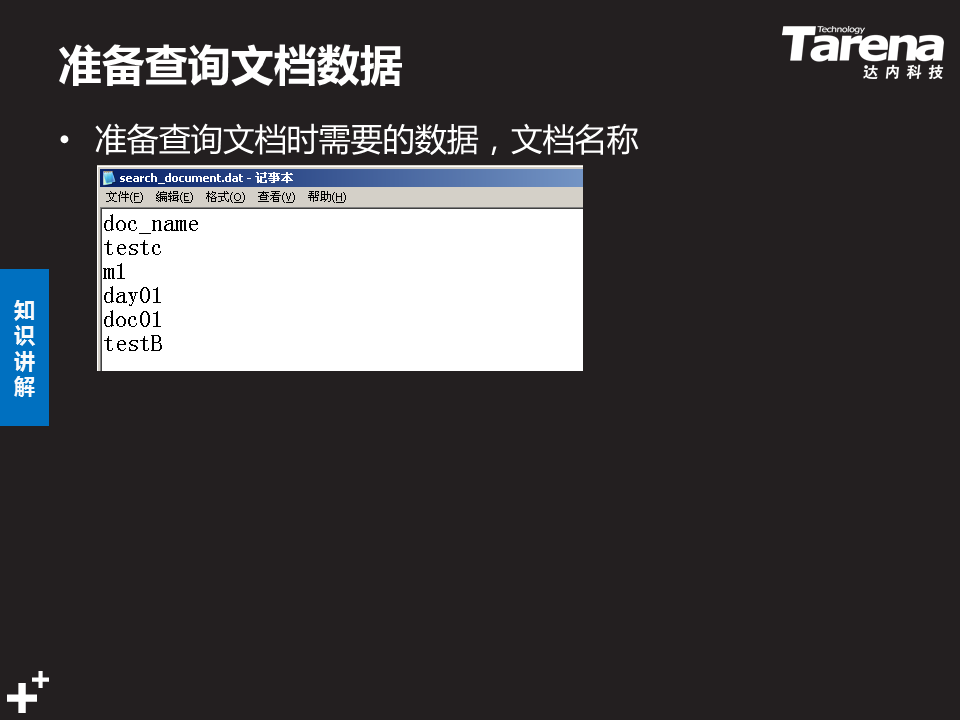 准备查询文档数据
Technology
Tarena
达内科技
• 准备查询文档时需要的数据，文档名称
search_document.dat - 记事本
文件(F) 编辑(E) 格式(O) 查看(V) 帮助(H)
doc_name
testc
m1
day01
doc01
testB
知识讲解